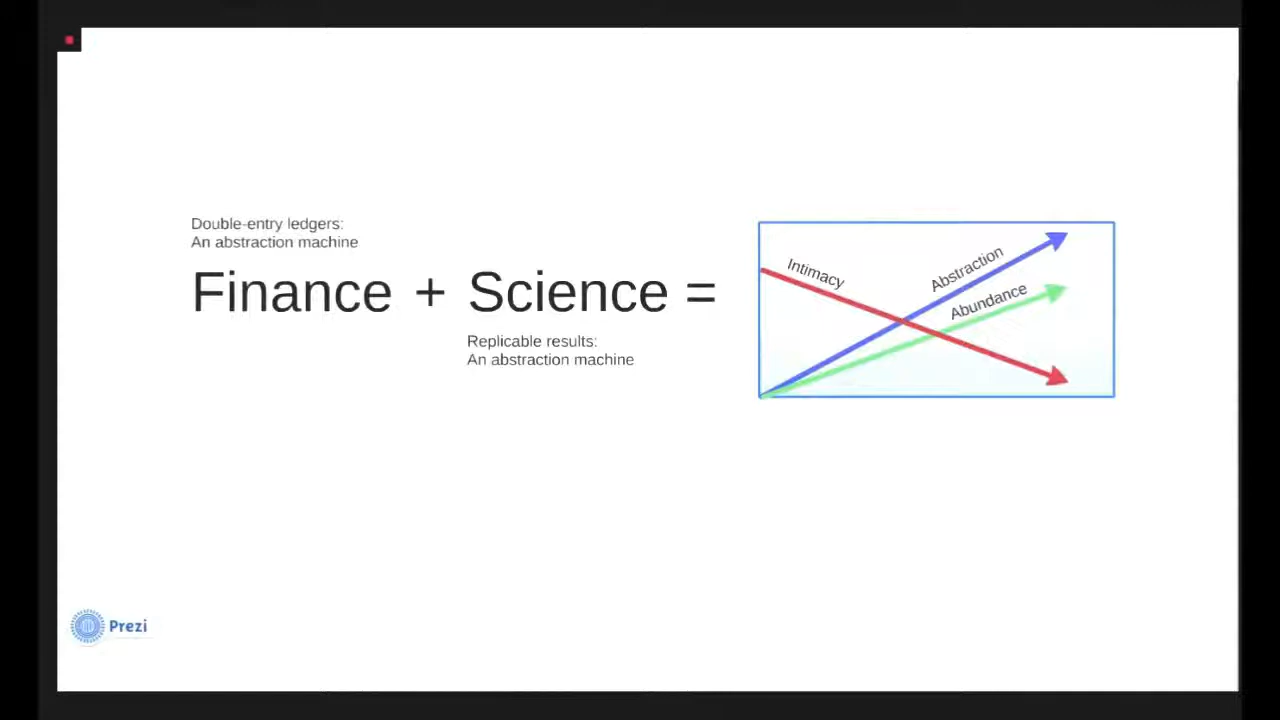 Double-entry ledgers:
An abstraction machine
Finance + Science =
Replicable results:
An abstraction machine
Intimacy
Abstraction
Abundance
Prezi